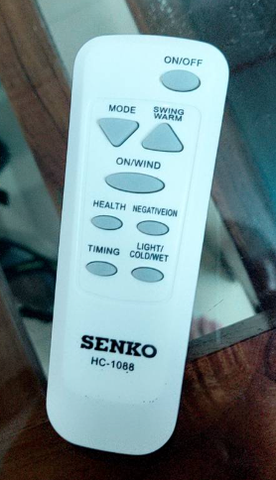 ON/OFF
MODE
SWING
WARM
ON/WIND
HEALTH
NEGATIVEION
TIMING
LIGHT/
COLD/WET
SENKO
HC-1088